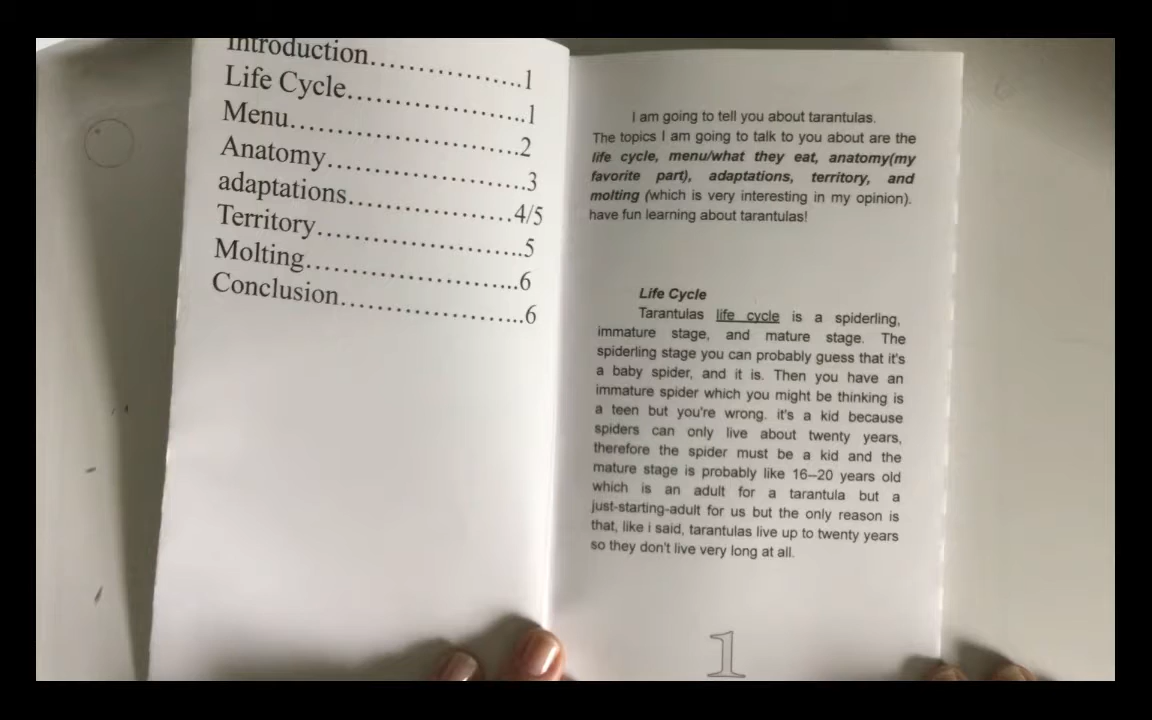 Introduction....................1
Life Cycle........................1
Menu..............................2
Anatomy.........................3
adaptations...................4/5
Territory.........................5
Molting..........................6
Conclusion.....................6
I am going to tell you about tarantulas.
The topics I am going to talk to you about are the
life cycle, menu/what they eat, anatomy(my
favorite part), adaptations, territory, and
molting (which is very interesting in my opinion).
have fun learning about tarantulas!
Life Cycle
Tarantulas life cycle is a spiderling,
immature stage, and mature stage. The
spiderling stage you can probably guess that it's
a baby spider, and it is. Then you have an
immature spider which you might be thinking is
a teen but you're wrong. it's a kid because
spiders can only live about twenty years,
therefore the spider must be a kid and the
mature stage is probably like 16–20 years old
which is an adult for a tarantula but a
just-starting-adult for us but the only reason is
that, like i said, tarantulas live up to twenty years
so they don't live very long at all.
1